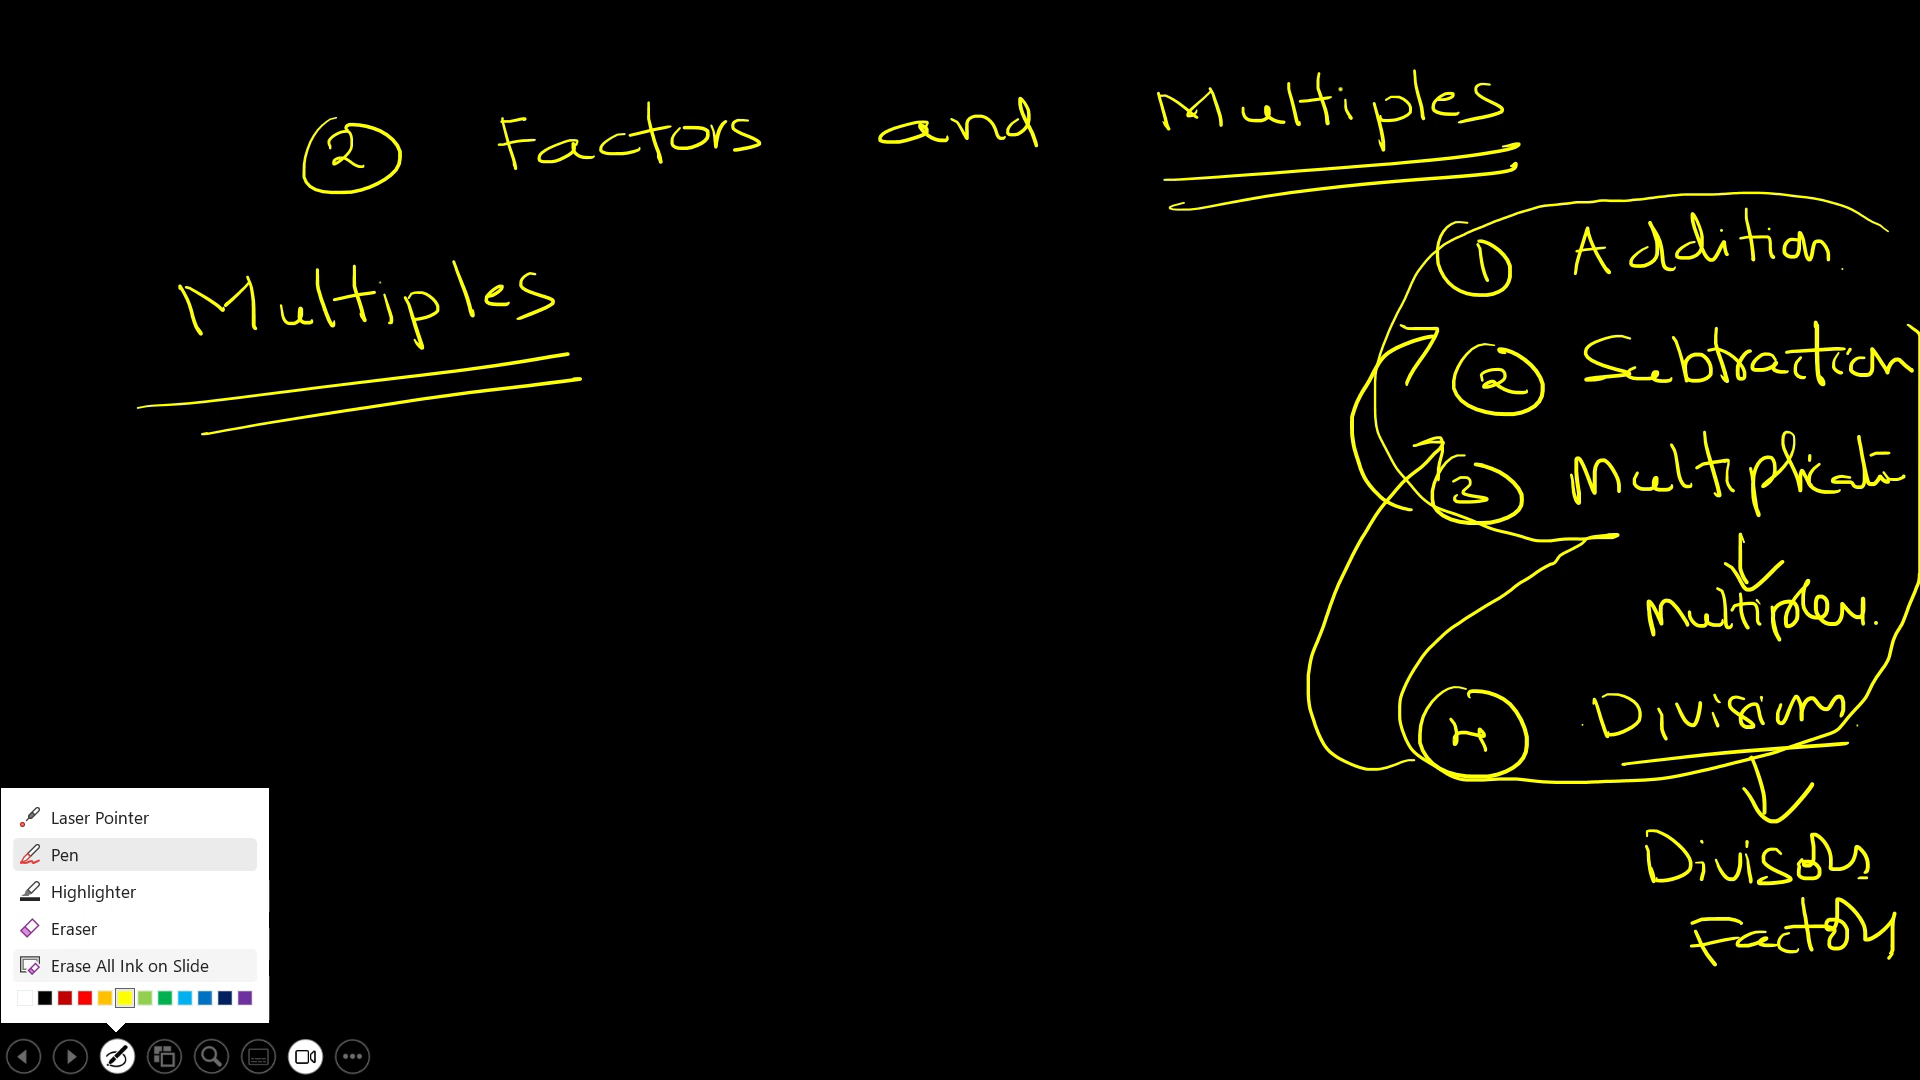 ② Factors and Multiples
Multiples
① Addition
② Subtraction
③ Multiplicati
Multiples.
④ Division
Divisors
Factors
Laser Pointer
Pen
Highlighter
Eraser
Erase All Ink on Slide